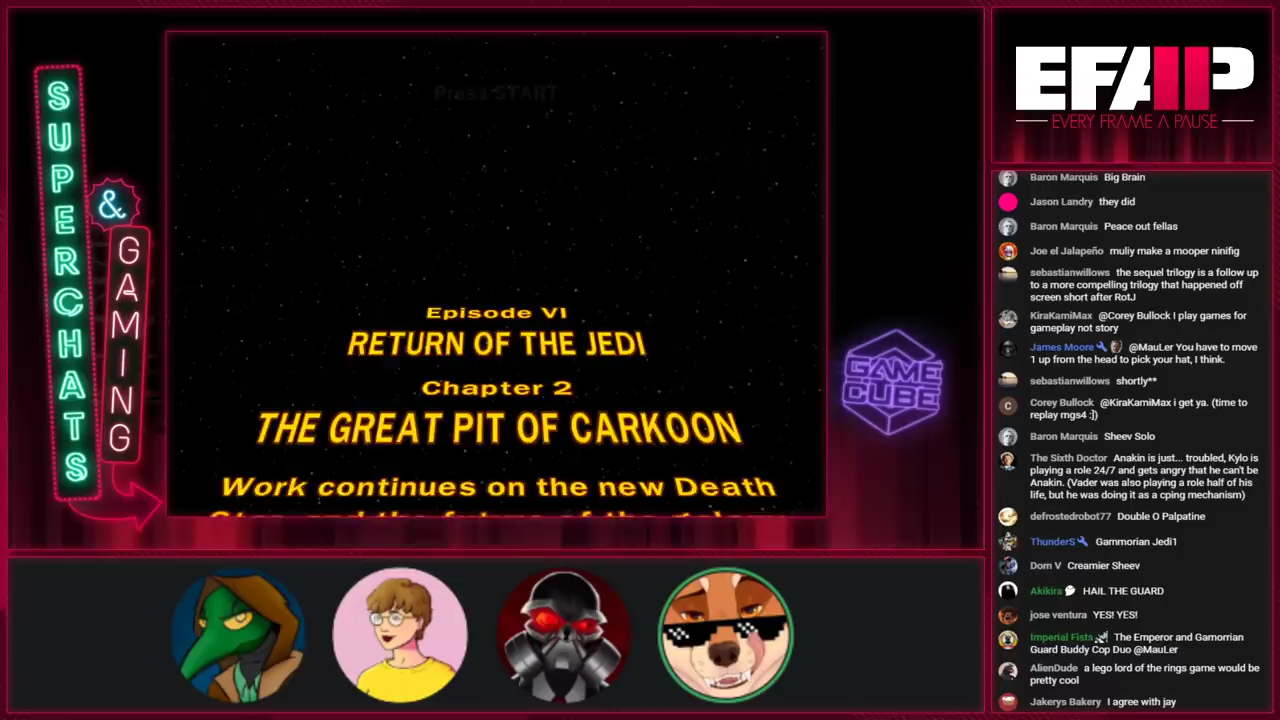 SUPERCHATS
&
GAMING
Press START
Episode VI
RETURN OF THE JEDI
Chapter 2
THE GREAT PIT OF CARKOON
Work continues on the new Death
GAME
CUBE
EFAP
EVERY FRAME A PAUSE
Baron Marquis Big Brain
Jason Landry they did
Baron Marquis Peace out fellas
Joe el Jalapeño muliy make a mooper ninifig
sebastianwillows the sequel trilogy is a follow up
to a more compelling trilogy that happened off
screen short after RotJ
KiraKamiMax @Corey Bullock I play games for
gameplay not story
James Moore @MauLer You have to move
1 up from the head to pick your hat, I think.
sebastianwillows shortly**
Corey Bullock @KiraKamiMax i get ya. (time to
replay mgs4 :])
Baron Marquis Sheev Solo
The Sixth Doctor Anakin is just... troubled, Kylo is
playing a role 24/7 and gets angry that he can't be
Anakin. (Vader was also playing a role half of his
life, but he was doing it as a cping mechanism)
defrostedrobot77 Double O Palpatine
ThunderS Gammorian Jedi1
Dom V Creamier Sheev
Akikira HAIL THE GUARD
jose ventura YES! YES!
Imperial Fists The Emperor and Gamorrian
Guard Buddy Cop Duo @MauLer
AlienDude a lego lord of the rings game would be
pretty cool
Jakerys Bakery I agree with jay